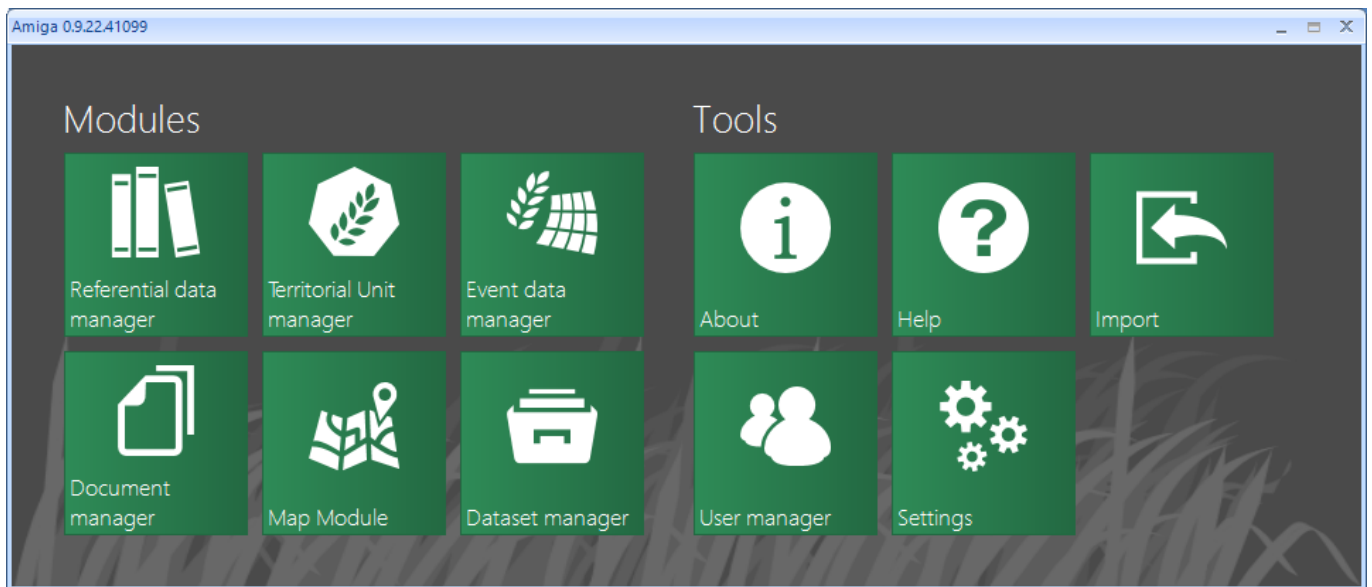 Amiga 0.9.22.41099
Modules
Referential data
manager
Territorial Unit
manager
Event data
manager
Document
manager
Map Module
Dataset manager
Tools
About
Help
Import
User manager
Settings